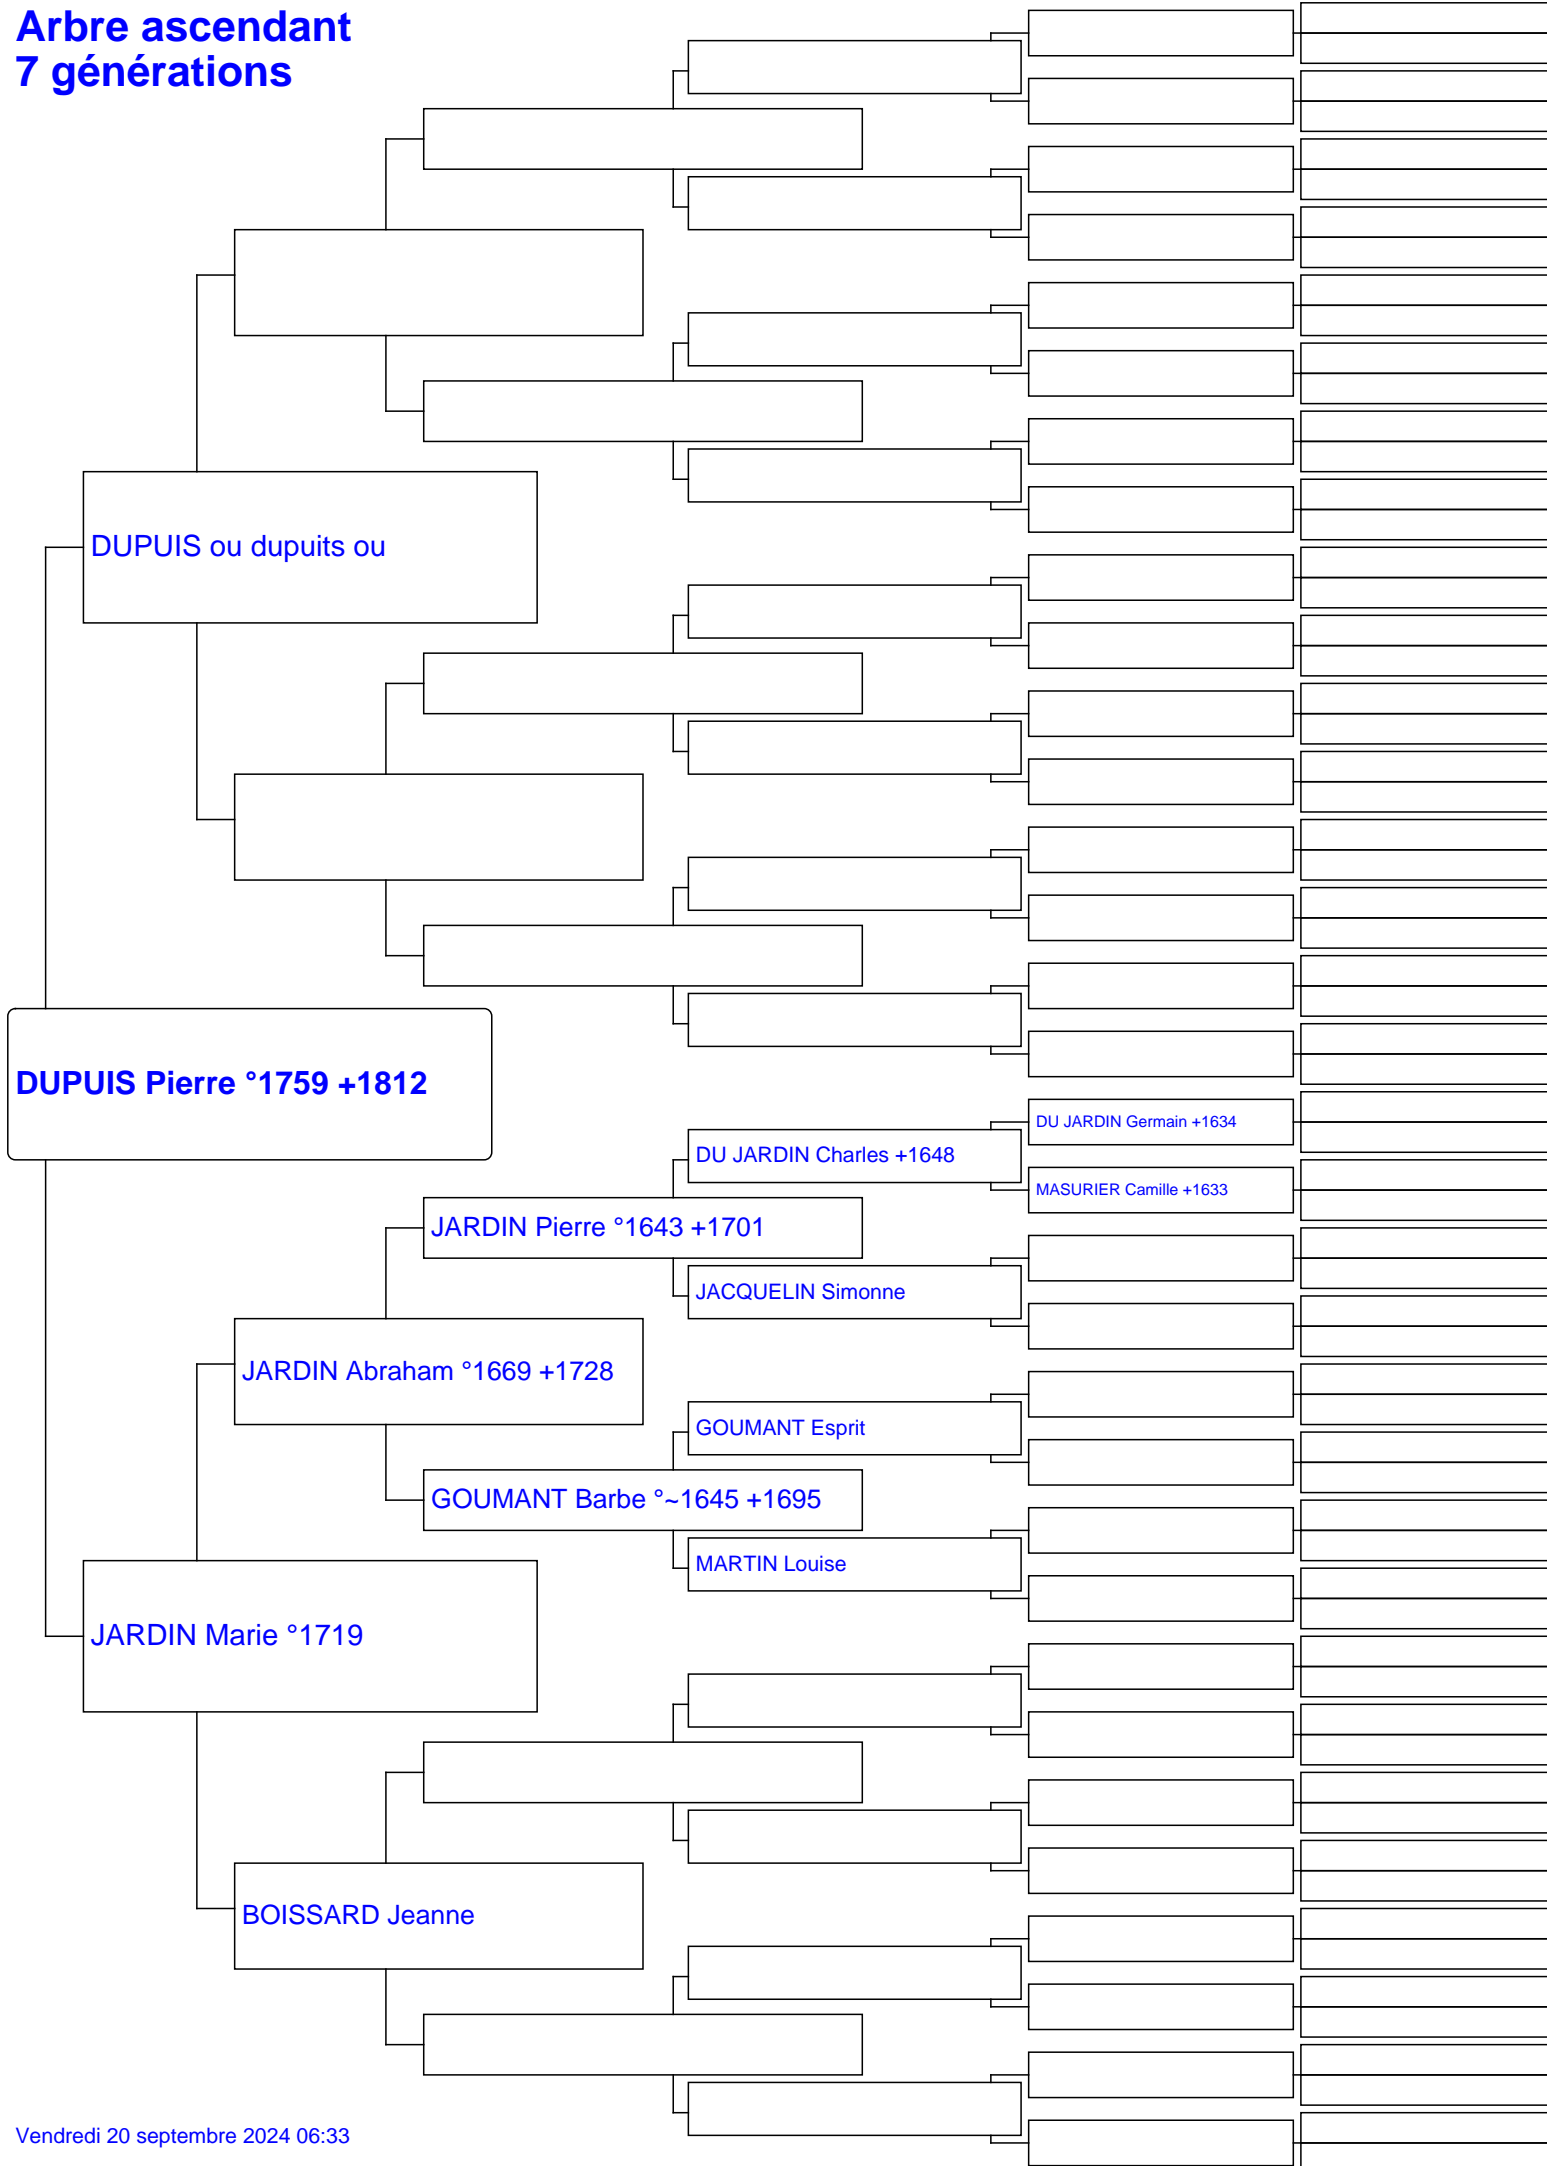 Arbre ascendant
7 générations
DUPUIS ou dupuits ou
DUPUIS Pierre °1759 +1812
DU JARDIN Germain +1634
DU JARDIN Charles +1648
MASURIER Camille +1633
JARDIN Pierre °1643 +1701
JACQUELIN Simonne
JARDIN Abraham °1669 +1728
GOUMANT Esprit
GOUMANT Barbe °~1645 +1695
MARTIN Louise
JARDIN Marie °1719
BOISSARD Jeanne
Vendredi 20 septembre 2024 06:33